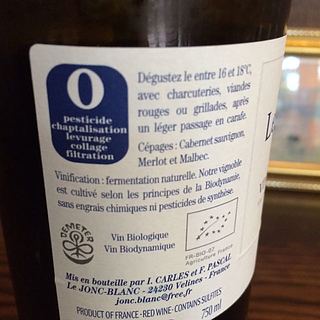 0
pesticide
chaptalisation
levurage
collage
filtration
Dégustez le entre 16 et 18°C,
avec charcuteries, viandes
rouges ou grillades, après
un léger passage en carafe.
Cépages : Cabernet sauvignon,
Merlot et Malbec.
Vinification : fermentation naturelle. Notre vignoble
est cultivé selon les principes de la Biodynamie,
sans engrais chimiques ni pesticides de synthèse.
DEMETER
Vin Biologique
Vin Biodynamique
FR-BIO-07
Agriculture France
Mis en bouteille par I. CARLES et F. PASCAL
Le JONC-BLANC - 24230 Velines - France
jonc.blanc@free.fr
PRODUCT OF FRANCE - RED WINE - CONTAINS SULFITES
750 ml